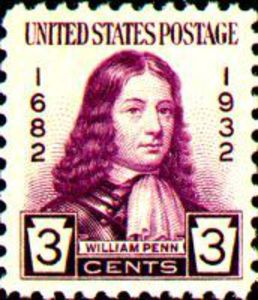 UNITED STATES POSTAGE
1682
1932
WILLIAM PENN
3 CENTS 3